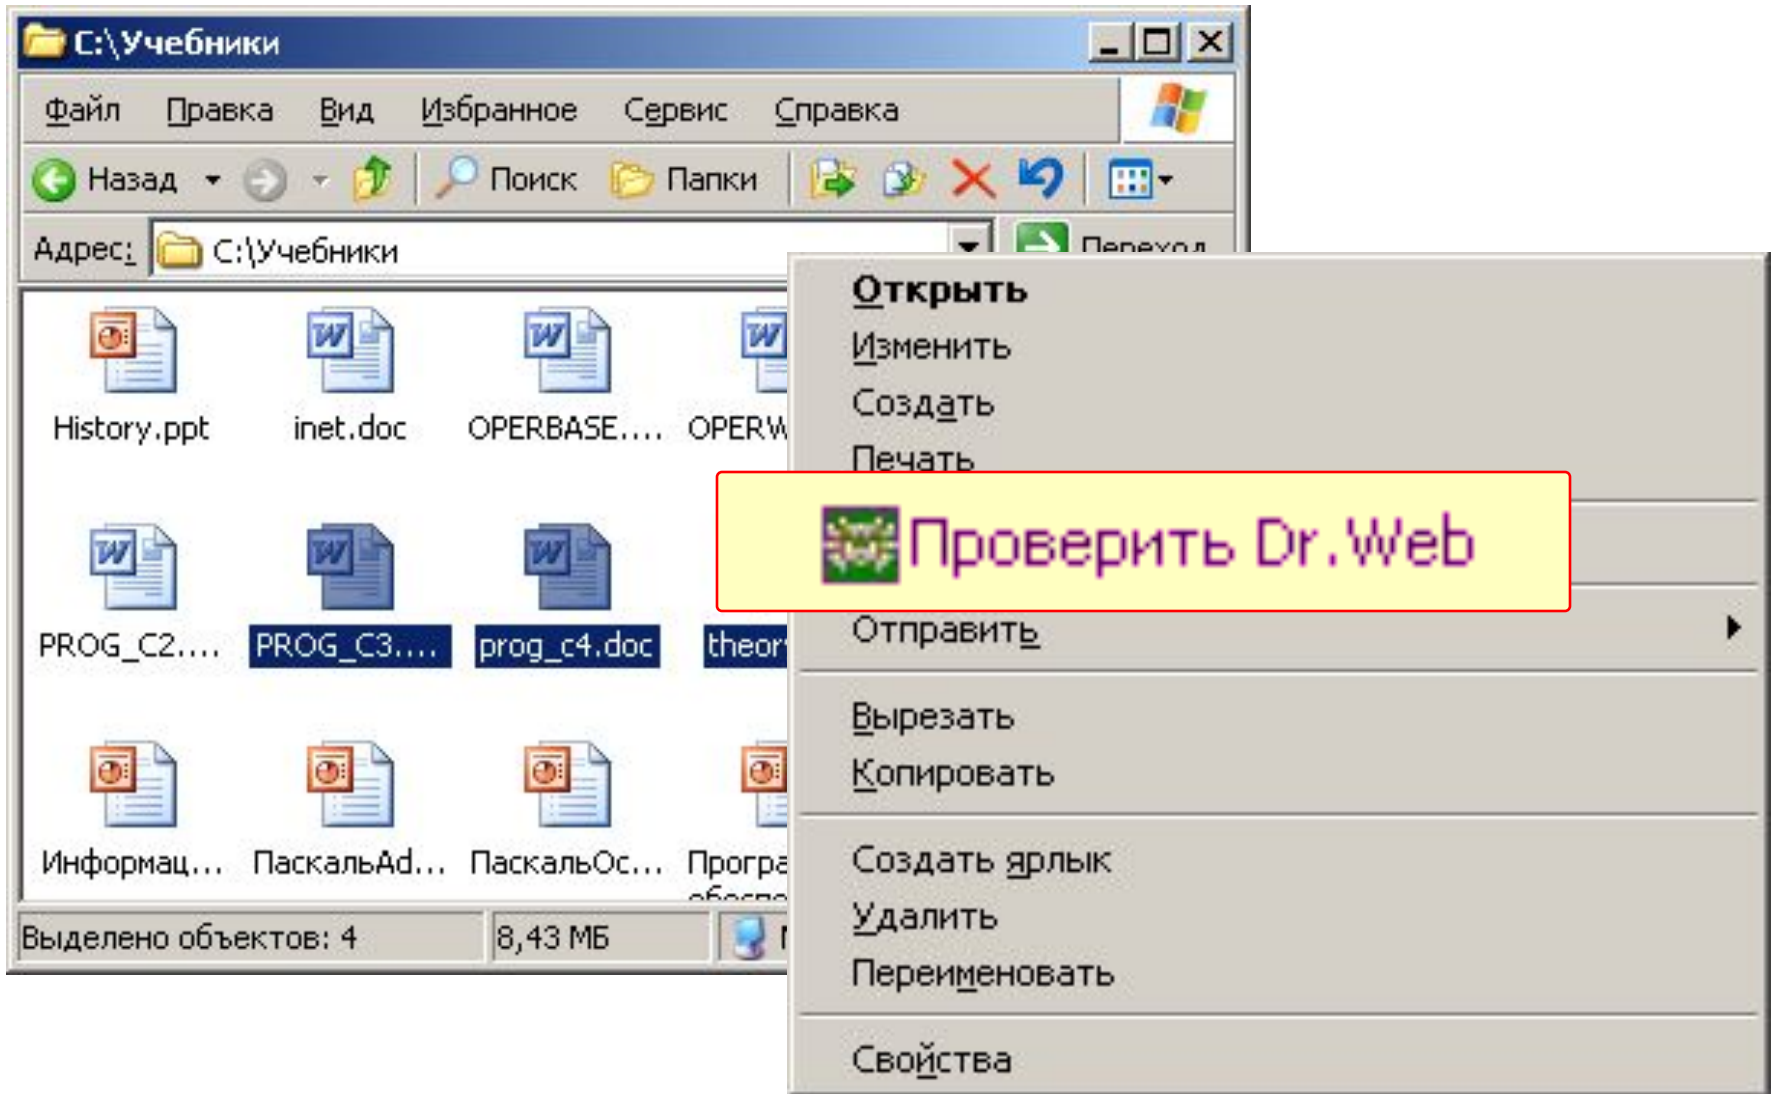 C:\Учебники
Файл Правка Вид Избранное Сервис Справка
Назад Поиск Папки
Адрес: C:\Учебники Переход
History.ppt inet.doc OPERBASE....
PROG_C2.... PROG_C3.... prog_c4.doc
Информац... ПаскальAd... ПаскальОс...
Выделено объектов: 4 8,43 МБ
Открыть
Изменить
Создать
Печать
Проверить Dr.Web
Отправить
Вырезать
Копировать
Создать ярлык
Удалить
Переименовать
Свойства